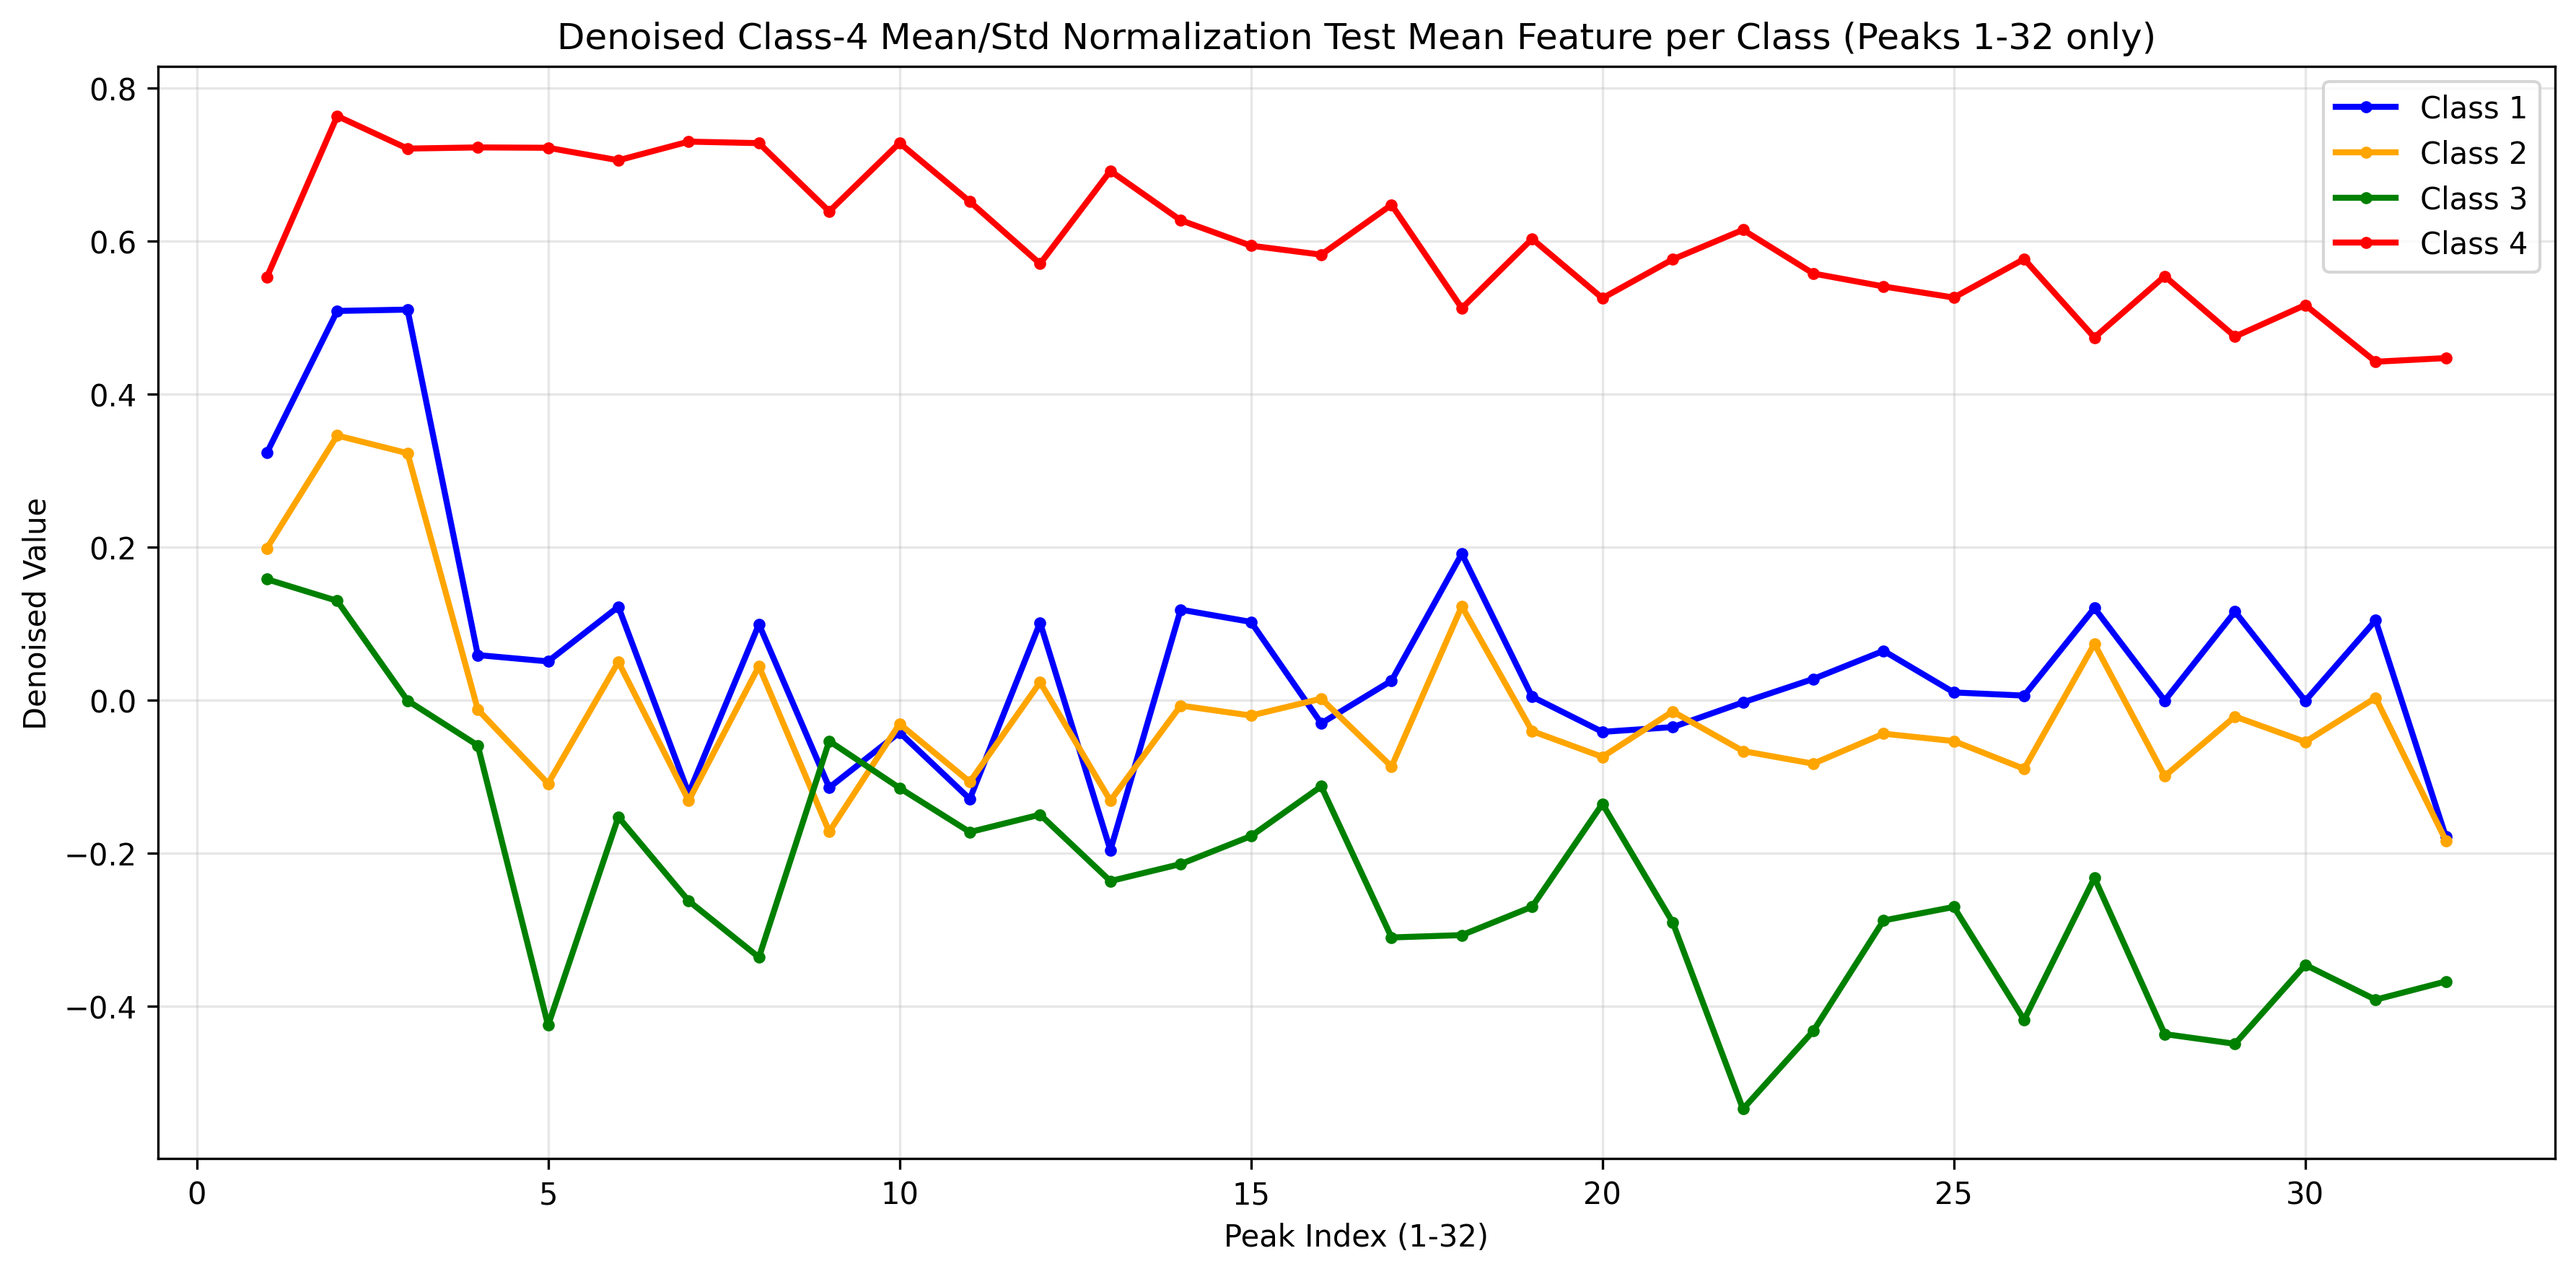 Denoised Class-4 Mean/Std Normalization Test Mean Feature per Class (Peaks 1-32 only)
Class 1
Class 2
Class 3
Class 4
Denoised Value
0.8
0.6
0.4
0.2
0.0
−0.2
−0.4
0 5 10 15 20 25 30
Peak Index (1-32)